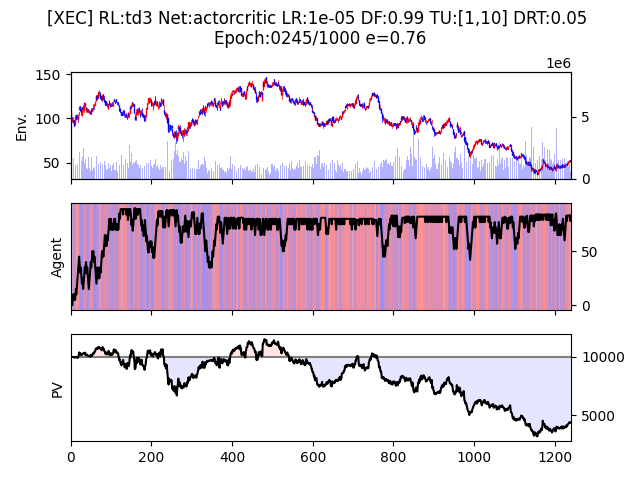 [XEC] RL:td3 Net:actorcritic LR:1e-05 DF:0.99 TU:[1,10] DRT:0.05
Epoch:0245/1000 e=0.76
1e6
150
100
50
Env.
5
0
Agent
50
0
PV
10000
5000
0 200 400 600 800 1000 1200